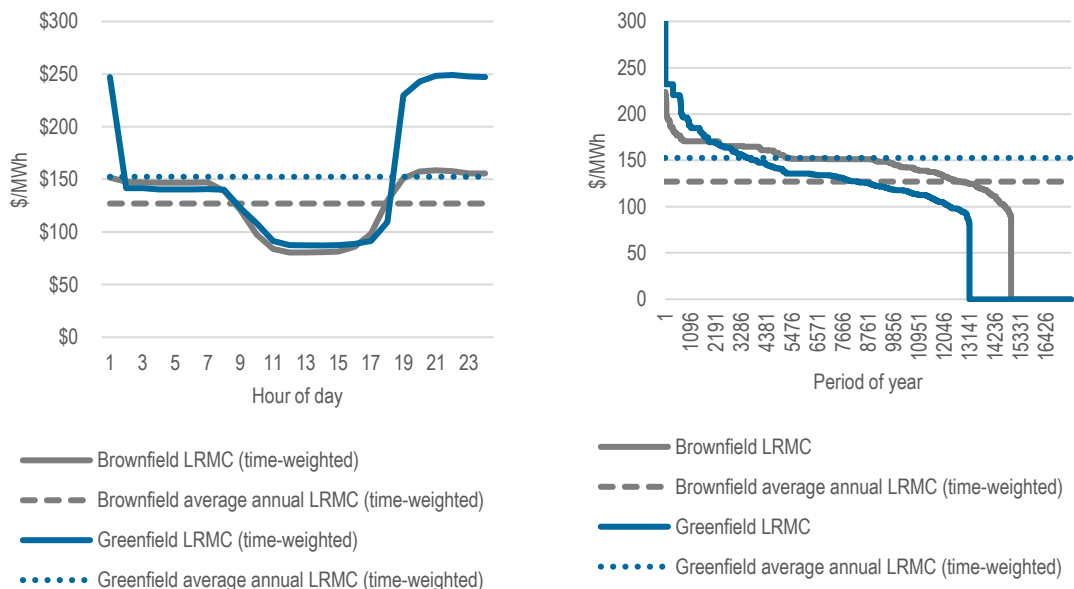 $300
$250
$200
$150
$100
$50
$0
$/MWh
1 3 5 7 9 11 13 15 17 19 21 23
Hour of day
Brownfield LRMC (time-weighted)
Brownfield average annual LRMC (time-weighted)
Greenfield LRMC (time-weighted)
Greenfield average annual LRMC (time-weighted)
300
250
200
150
100
50
0
$/MWh
1 1096 2191 3286 4381 5476 6571 7666 8761 9856 10951 12046 13141 14236 15331 16426
Period of year
Brownfield LRMC
Brownfield average annual LRMC (time-weighted)
Greenfield LRMC
Greenfield average annual LRMC (time-weighted)